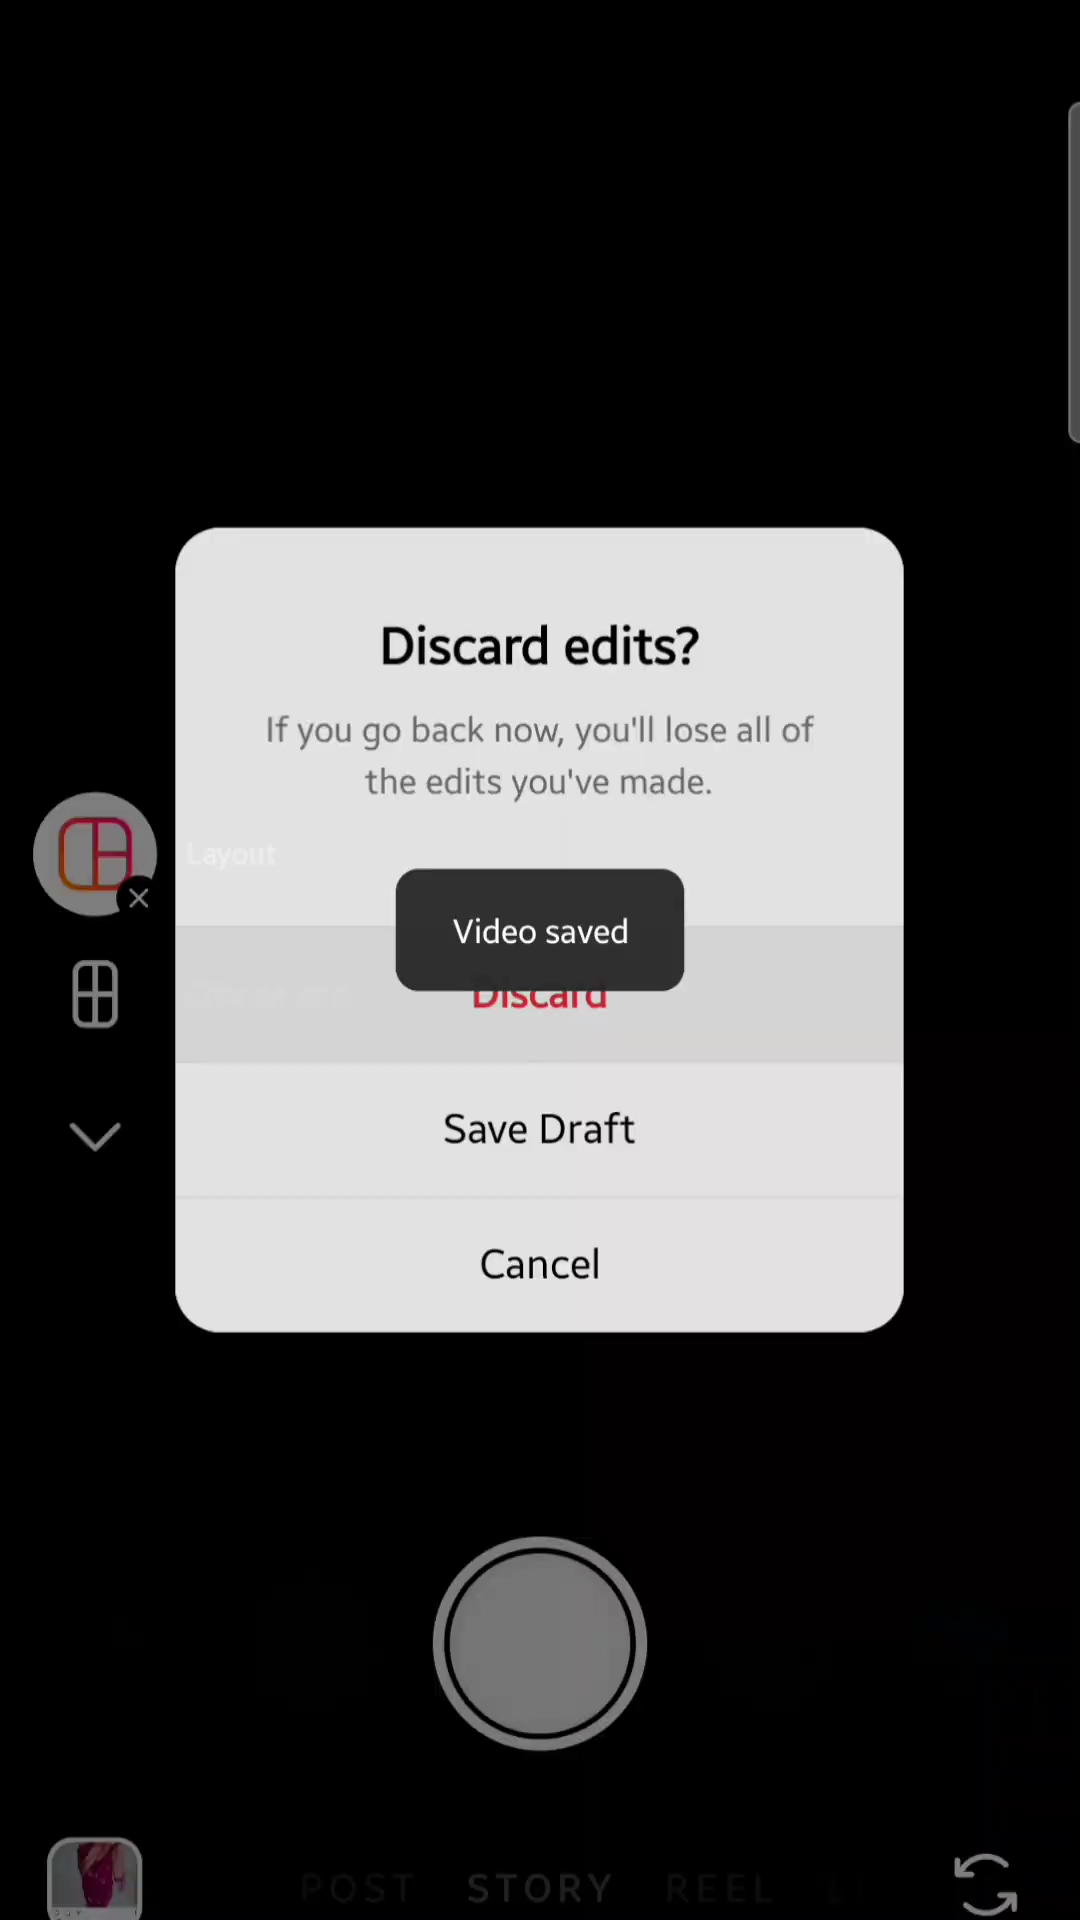 Discard edits?
If you go back now, you'll lose all of
the edits you've made.
Layout
Video saved
Discard
Save Draft
Cancel
POST STORY REEL